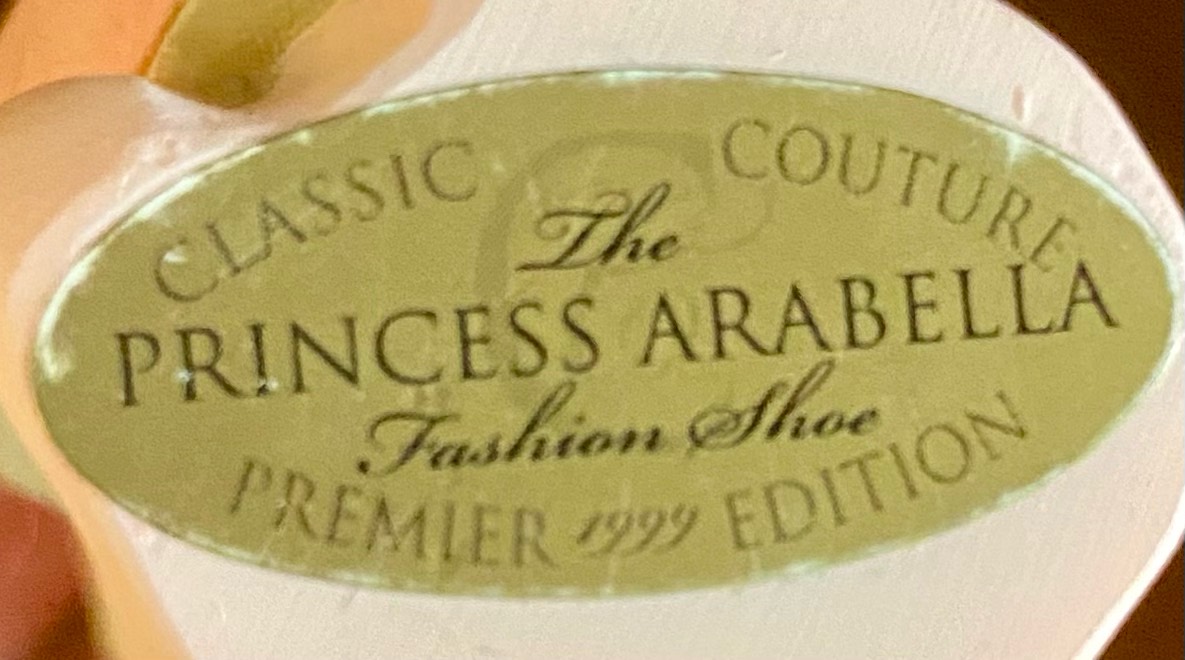 CLASSIC COUTURE
The
PRINCESS ARABELLA
Fashion Shoe
PREMIER 1999 EDITION